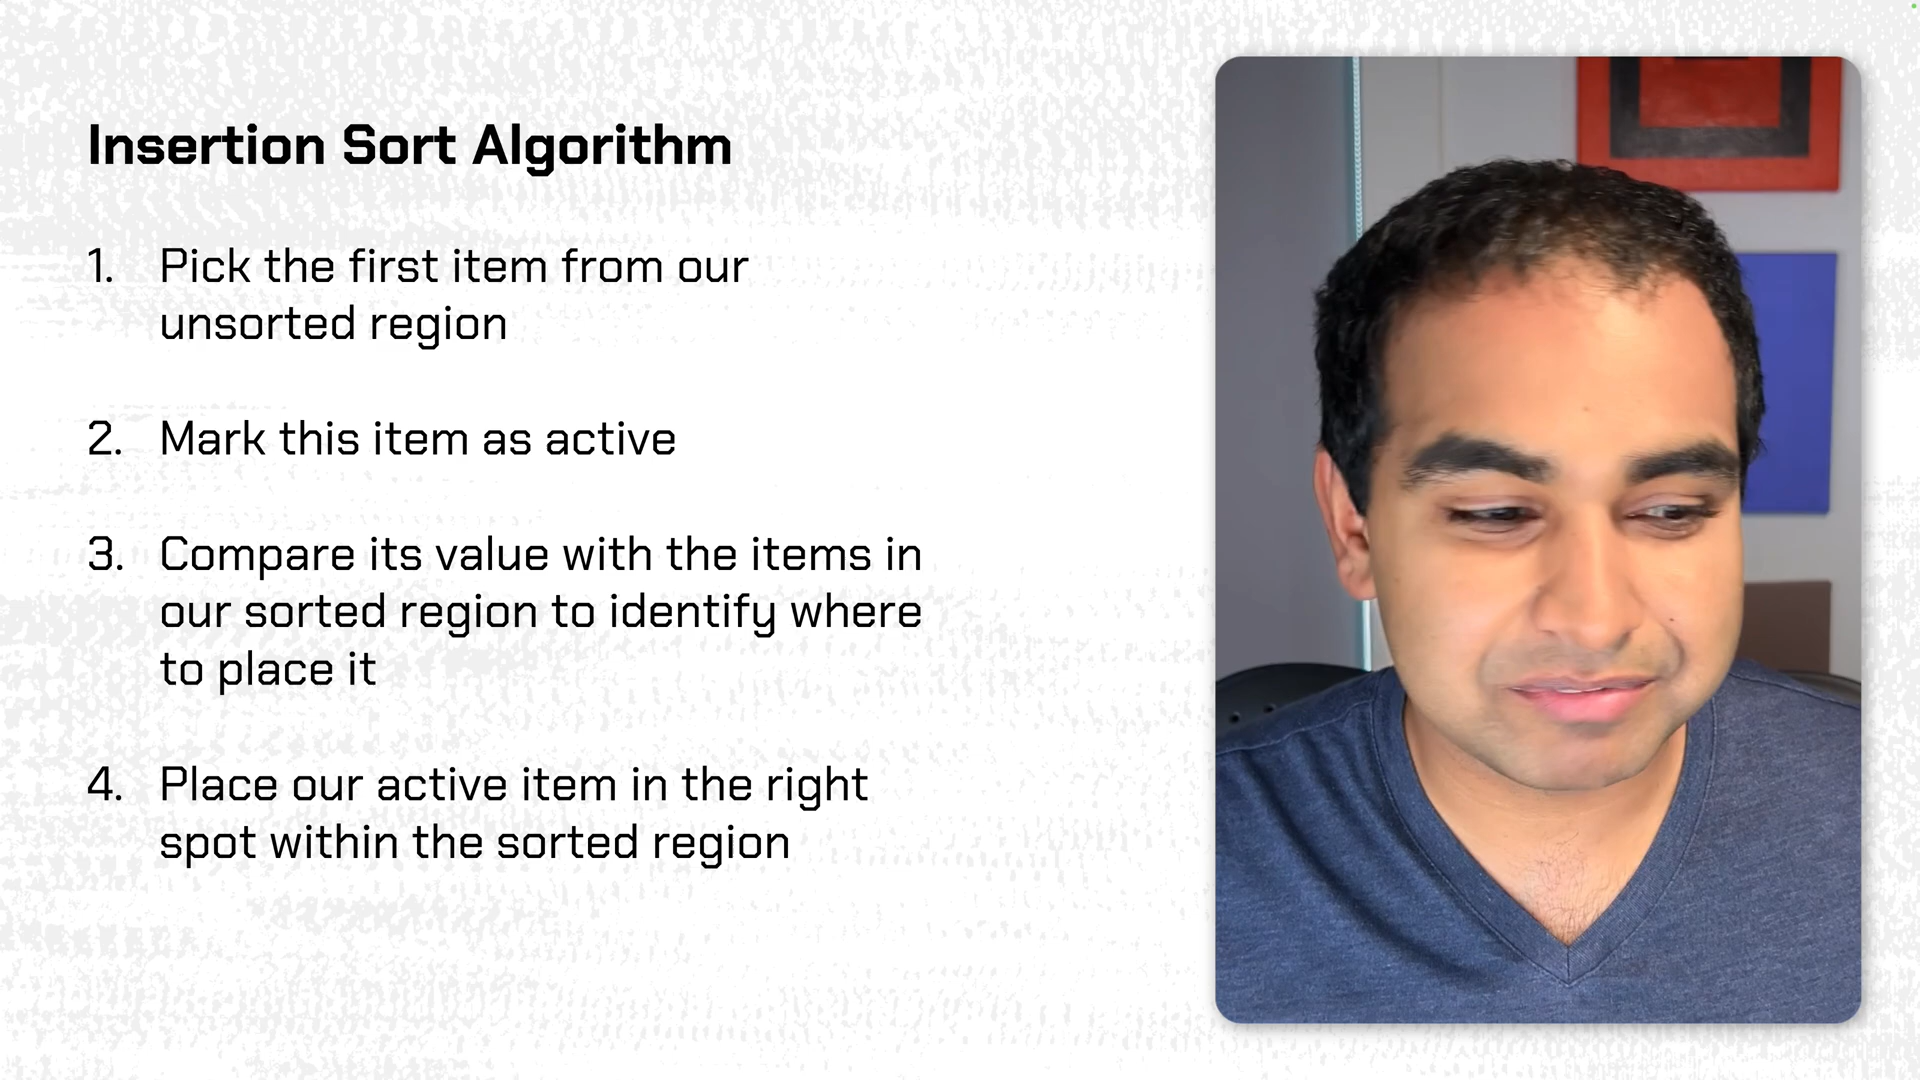 Insertion Sort Algorithm
1. Pick the first item from our
unsorted region
2. Mark this item as active
3. Compare its value with the items in
our sorted region to identify where
to place it
4. Place our active item in the right
spot within the sorted region